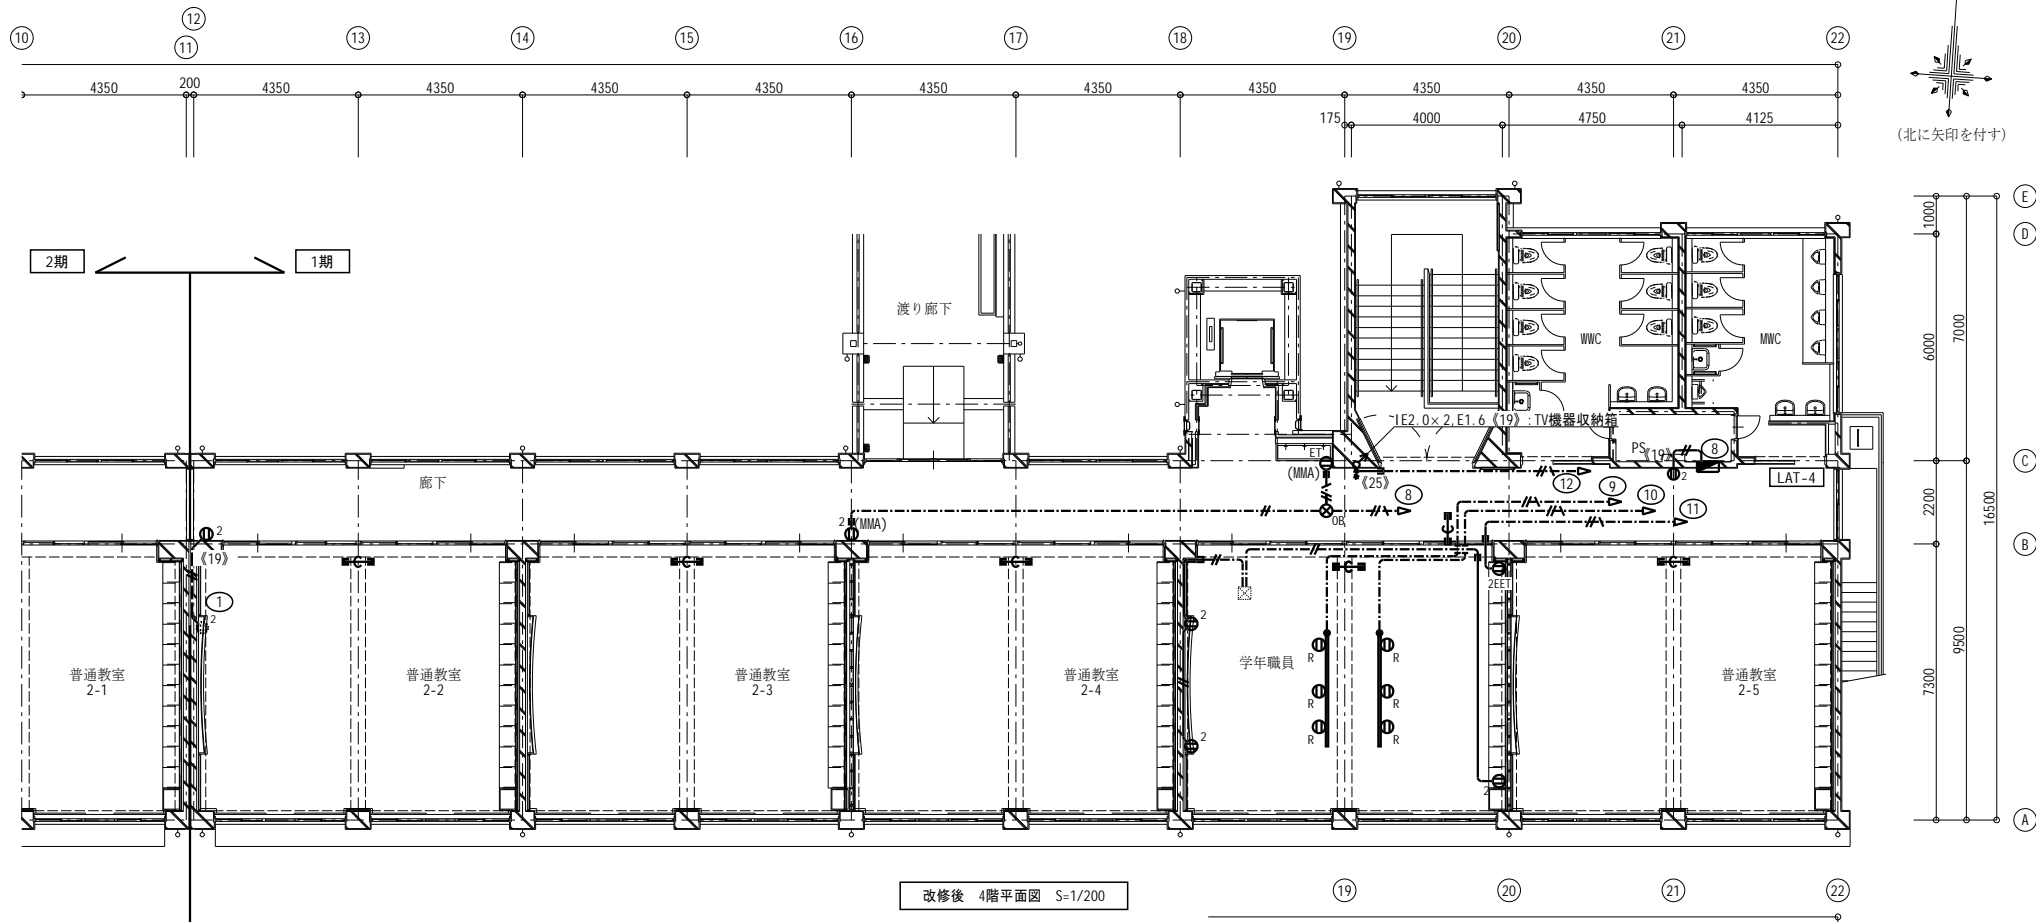 12
10 11 13 14 15 16 17 18 19 20 21 22
4350 200 4350 4350 4350 4350 4350 4350 4350 4350 4350 4350
175 4000 4750 4125
(北に矢印を付す)
E
1000
D
2期 1期
渡り廊下
6000 7000
WWC MWC
IE2.0×2,E1.6《19》:TV機器収納箱
PS
《19》
8
2
ET
(MMA)
《25》
LAT-4
C
廊下
12 9 10 11
8
OB
2200 16500
2 2 (MMA)
《19》
B
2EET
1
2
2
普通教室
2-1
普通教室
2-2
普通教室
2-3
普通教室
2-4
学年職員
普通教室
2-5
R R
R R
R R
2
2
7300 9500
A
改修後 4階平面図 S=1/200
19 20 21 22